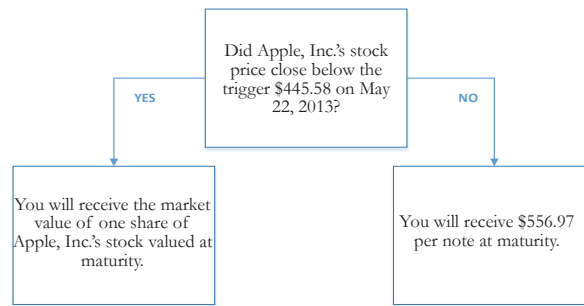 Did Apple, Inc.'s stock
price close below the
trigger $445.58 on May
22, 2013?
YES
NO
You will receive the market
value of one share of
Apple, Inc.'s stock valued at
maturity.
You will receive $556.97
per note at maturity.